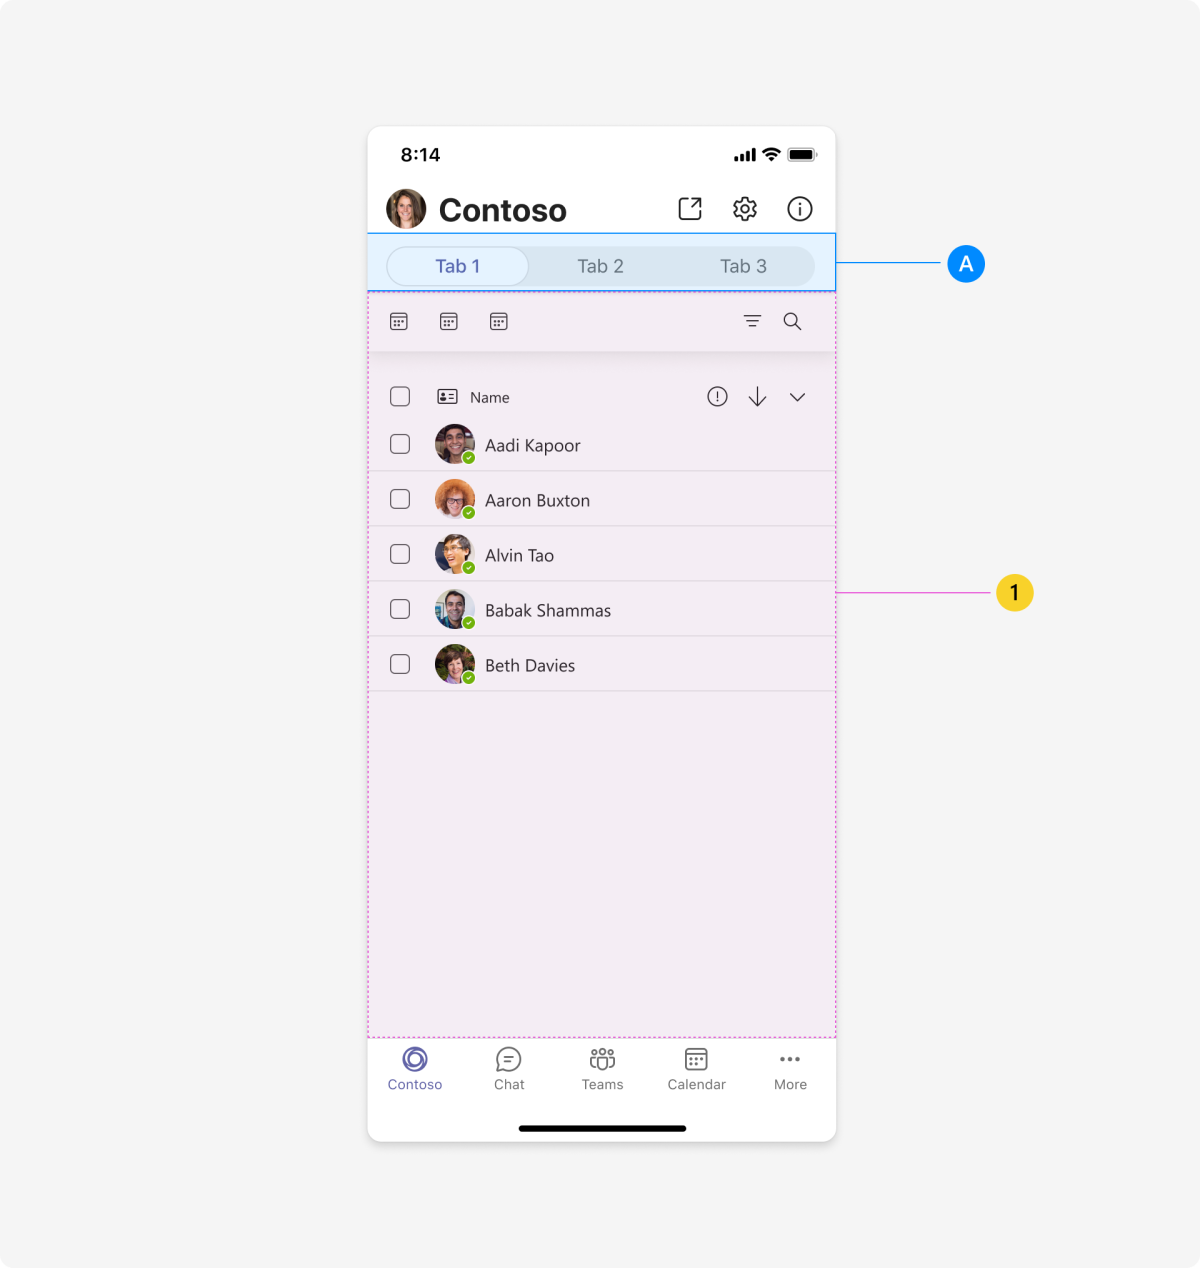 8:14
Contoso
Tab 1 Tab 2 Tab 3
A
Name
Aadi Kapoor
Aaron Buxton
Alvin Tao
1
Babak Shammas
Beth Davies
Contoso Chat Teams Calendar More